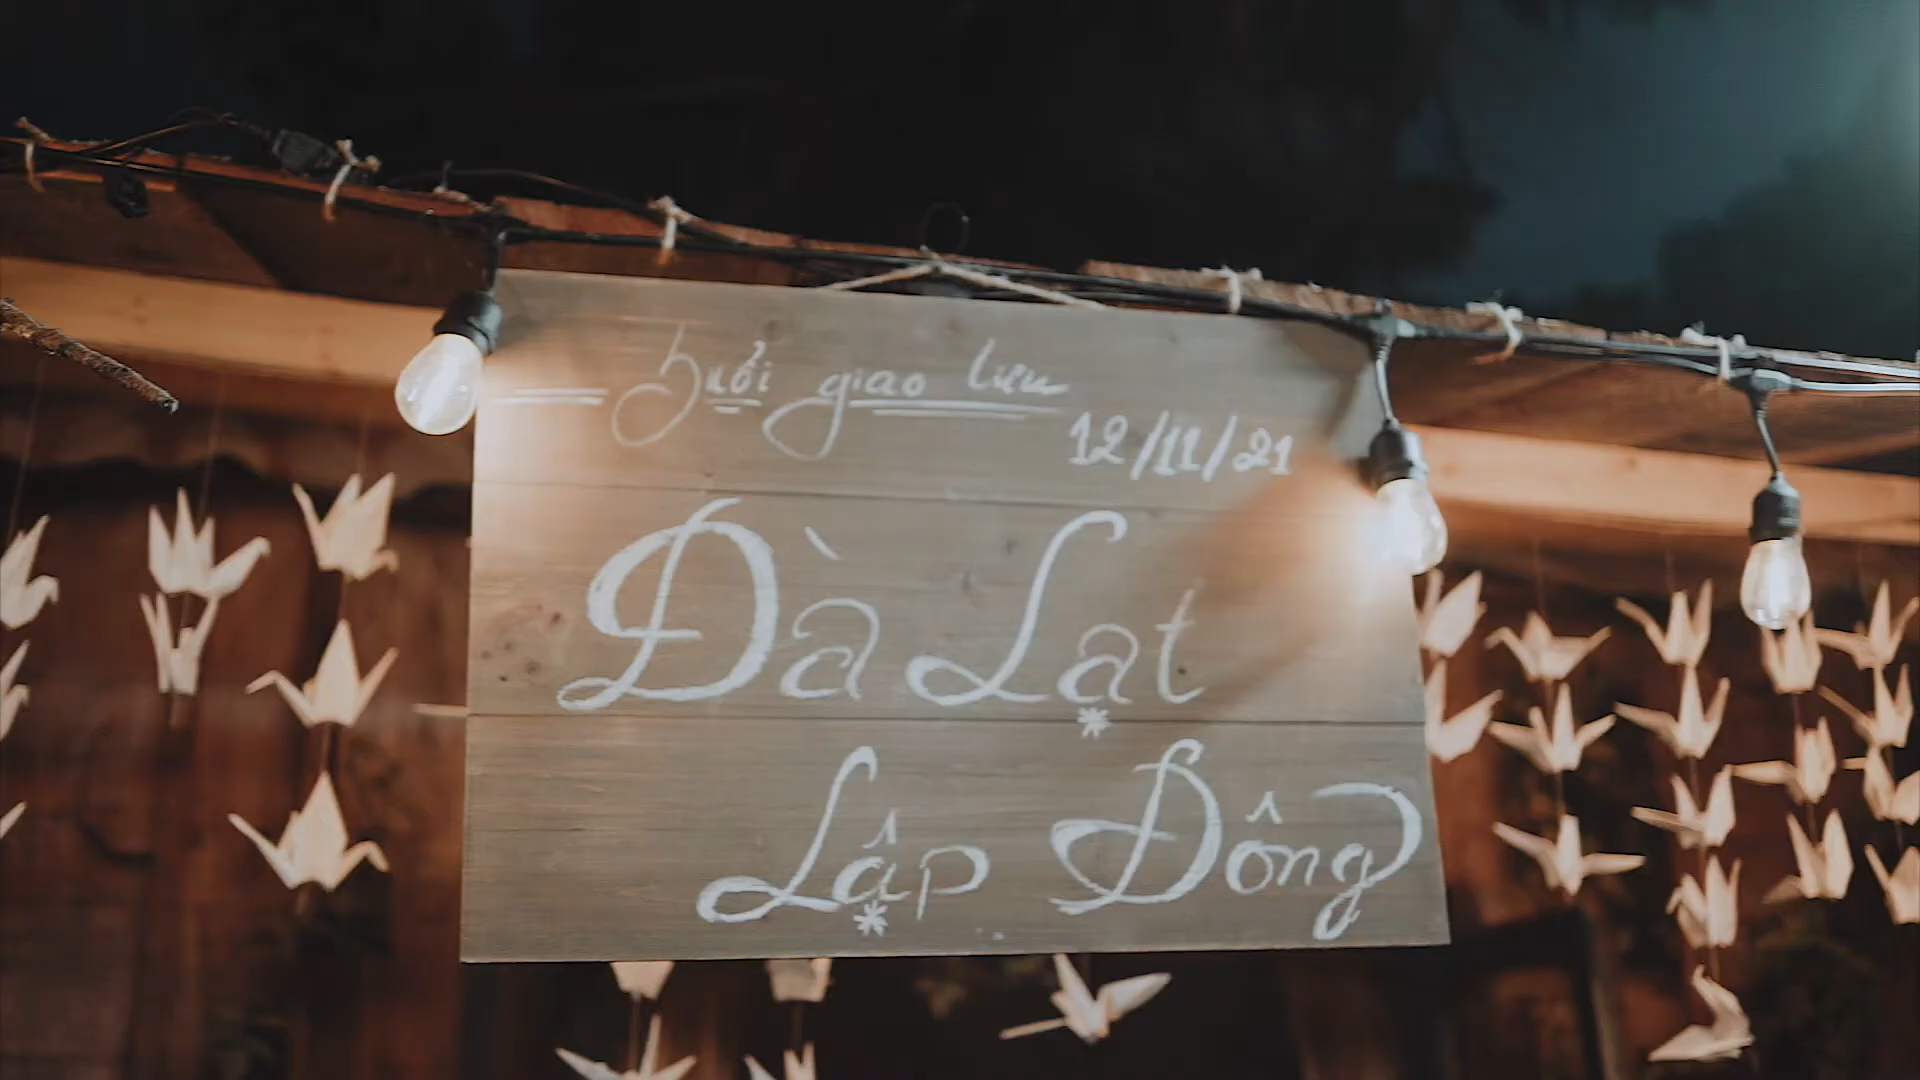 Buổi giao lưu
12/11/21
Đà Lạt
Lập Đông